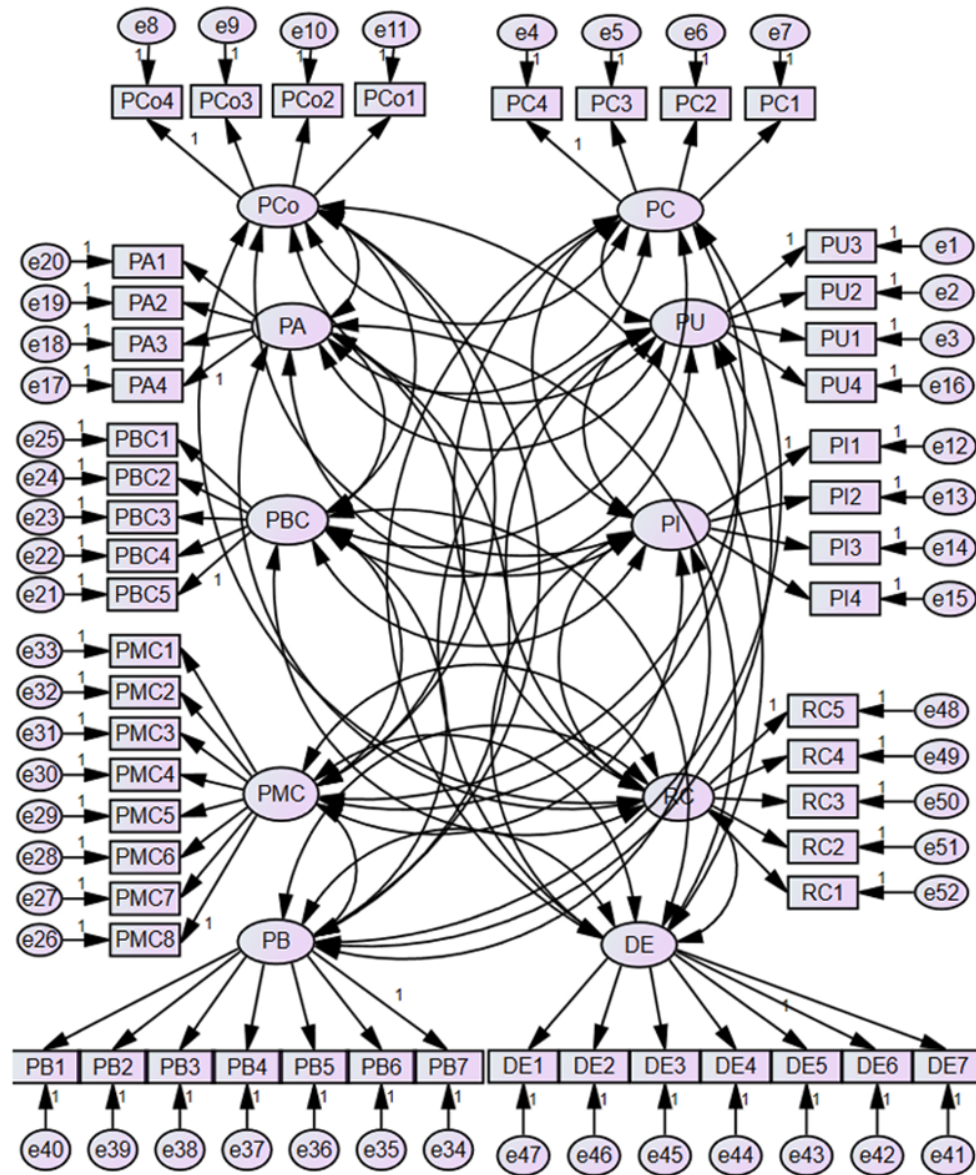 e8 e9 e10 e11 e4 e5 e6 e7
1 1 1 1 1 1 1 1
PCo4 PCo3 PCo2 PCo1 PC4 PC3 PC2 PC1
1 1
PCo PC
e20 1 PA1 1 PU3 1 e1
e19 1 PA2 PU2 1 e2
PA PU
e18 1 PA3 PU1 1 e3
e17 1 PA4 1 PU4 1 e16
e25 1 PBC1 1 PI1 1 e12
e24 1 PBC2 PI2 1 e13
e23 1 PBC3 PBC PI
e22 1 PBC4 PI3 1 e14
e21 1 PBC5 1 PI4 1 e15
e33 1 PMC1
e32 1 PMC2 1 RC5 1 e48
e31 1 PMC3 RC4 1 e49
e30 1 PMC4 PMC RC
e29 1 PMC5 RC3 1 e50
e28 1 PMC6 RC2 1 e51
e27 1 PMC7 RC1 1 e52
e26 1 PMC8 1
PB DE
1 1
PB1 PB2 PB3 PB4 PB5 PB6 PB7 DE1 DE2 DE3 DE4 DE5 DE6 DE7
1 1 1 1 1 1 1 1 1 1 1 1 1 1
e40 e39 e38 e37 e36 e35 e34 e47 e46 e45 e44 e43 e42 e41